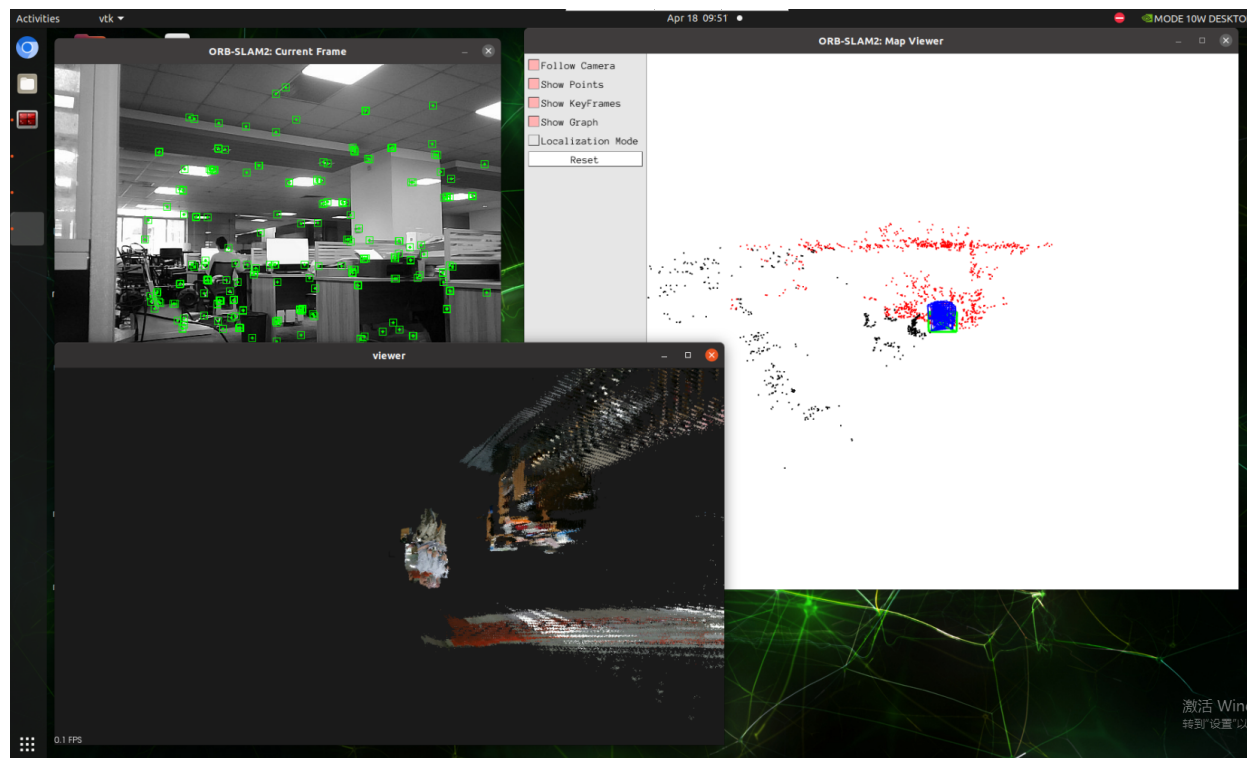 Activities
vtk
Apr 18 09:51
MODE 10W DESKTO
ORB-SLAM2: Current Frame
ORB-SLAM2: Map Viewer
Follow Camera
Show Points
Show KeyFrames
Show Graph
Localization Mode
Reset
viewer
0.1 FPS
激活 Win
转到"设置"以